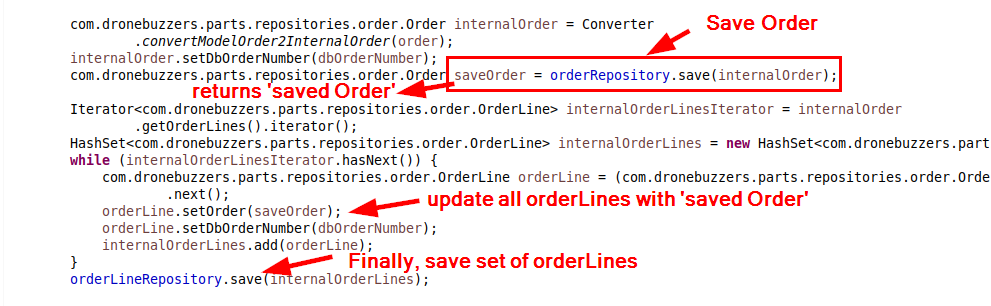 com.dronebuzzers.parts.repositories.order.Order internalOrder = Converter
Save Order
.convertModelOrder2InternalOrder(order);
internalOrder.setDbOrderNumber(dbOrderNumber);
com.dronebuzzers.parts.repositories.order.Order saveOrder = orderRepository.save(internalOrder);
returns 'saved Order'
Iterator<com.dronebuzzers.parts.repositories.order.OrderLine> internalOrderLinesIterator = internalOrder
.getOrderLines().iterator();
HashSet<com.dronebuzzers.parts.repositories.order.OrderLine> internalOrderLines = new HashSet<com.dronebuzzers.part
while (internalOrderLinesIterator.hasNext()) {
com.dronebuzzers.parts.repositories.order.OrderLine orderLine = (com.dronebuzzers.parts.repositories.order.Orde
.next();
update all orderLines with 'saved Order'
orderLine.setOrder(saveOrder);
orderLine.setDbOrderNumber(dbOrderNumber);
internalOrderLines.add(orderLine);
}
Finally, save set of orderLines
orderLineRepository.save(internalOrderLines);